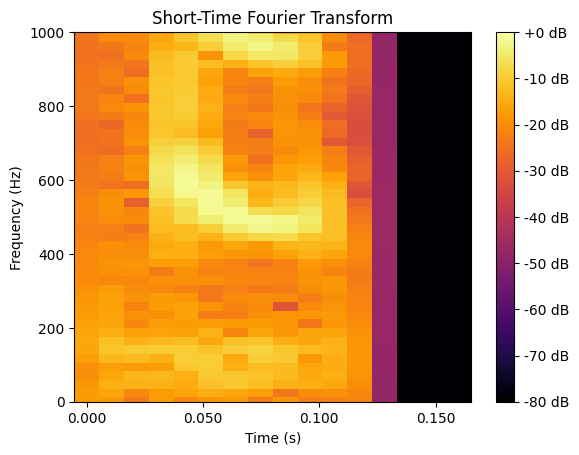 Short-Time Fourier Transform
1000
800
600
400
200
0
Frequency (Hz)
0.000
0.050
0.100
0.150
Time (s)
+0 dB
-10 dB
-20 dB
-30 dB
-40 dB
-50 dB
-60 dB
-70 dB
-80 dB